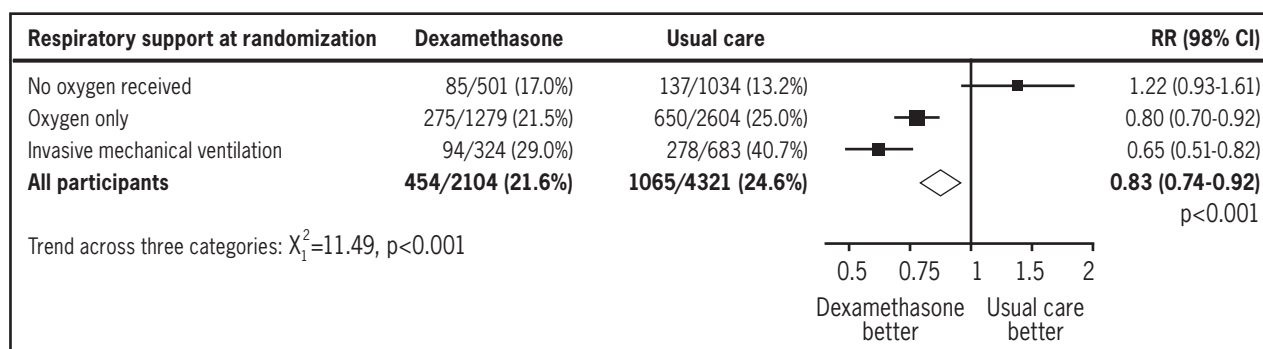 Respiratory support at randomization Dexamethasone Usual care RR (98% CI)
No oxygen received 85/501 (17.0%) 137/1034 (13.2%) 1.22 (0.93-1.61)
Oxygen only 275/1279 (21.5%) 650/2604 (25.0%) 0.80 (0.70-0.92)
Invasive mechanical ventilation 94/324 (29.0%) 278/683 (40.7%) 0.65 (0.51-0.82)
All participants 454/2104 (21.6%) 1065/4321 (24.6%) 0.83 (0.74-0.92)
p<0.001
Trend across three categories: X₁²=11.49, p<0.001
0.5 0.75 1 1.5 2
Dexamethasone Usual care
better better